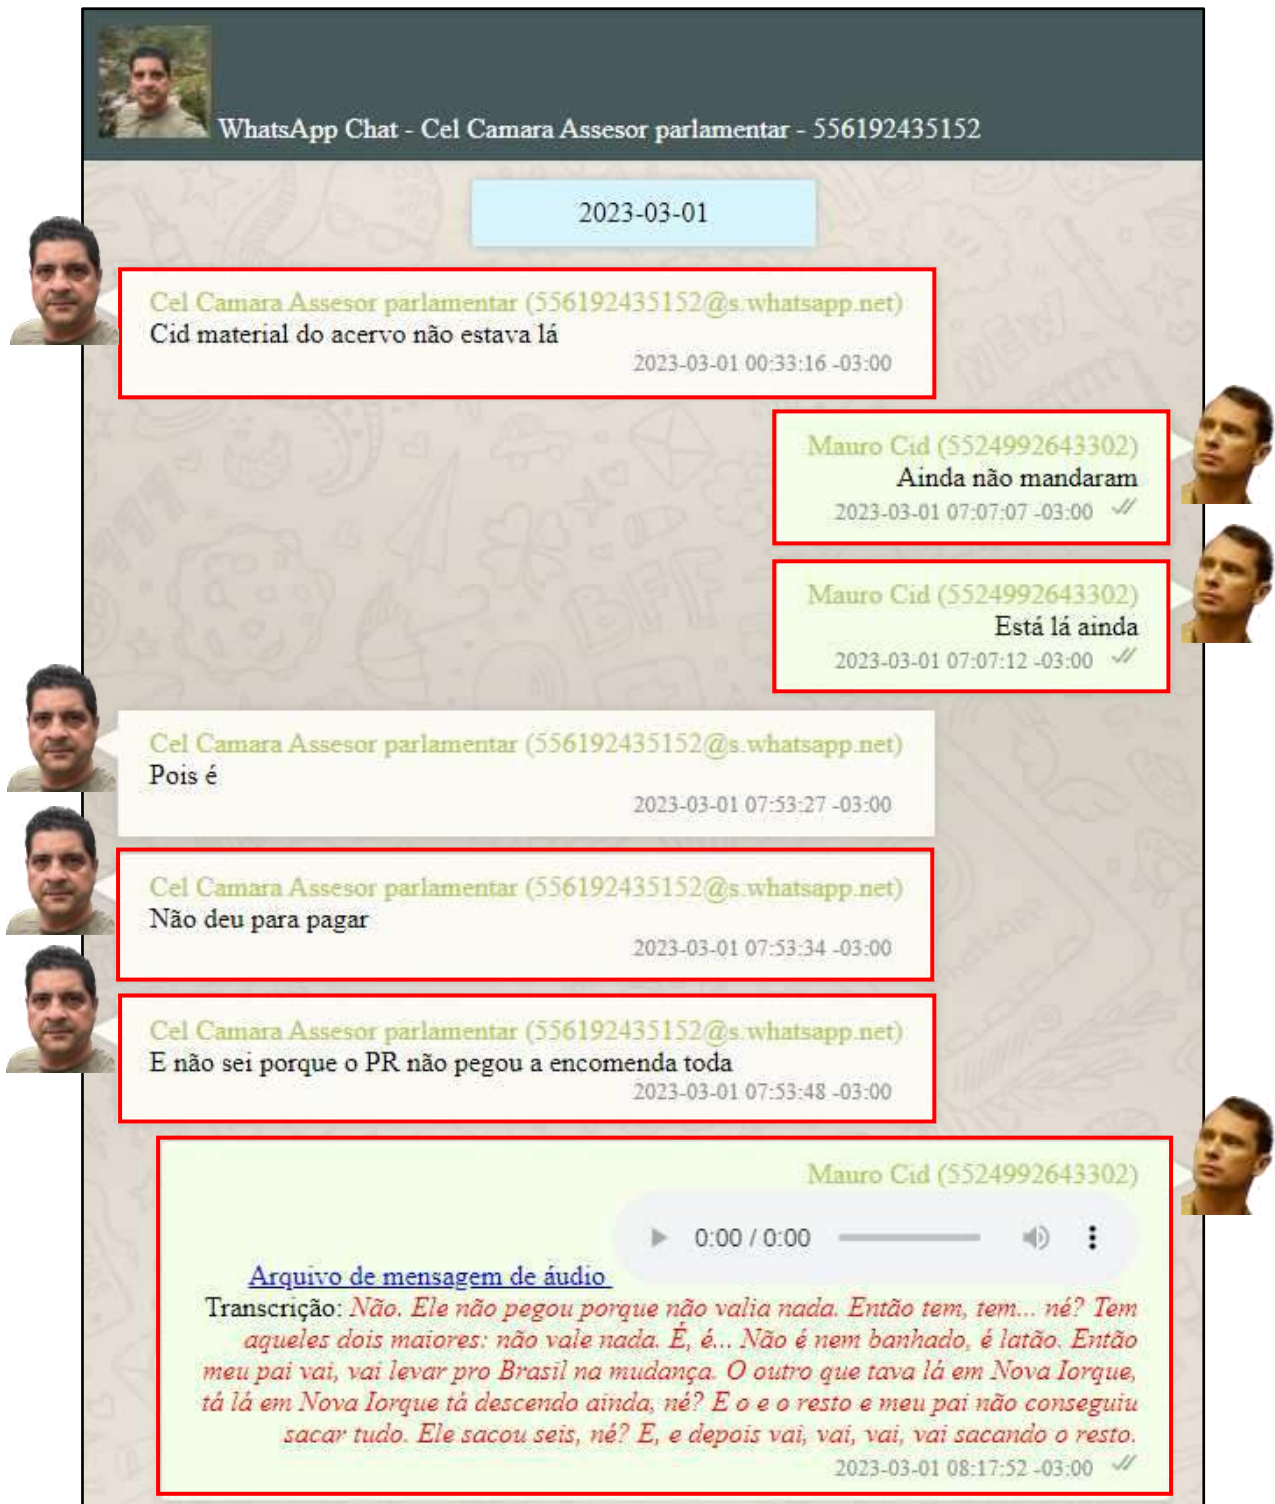 WhatsApp Chat - Cel Camara Assesor parlamentar - 556192435152
2023-03-01
Cel Camara Assesor parlamentar (556192435152@s.whatsapp.net)
Cid material do acervo não estava lá
2023-03-01 00:33:16 -03:00
Mauro Cid (5524992643302)
Ainda não mandaram
2023-03-01 07:07:07 -03:00
Mauro Cid (5524992643302)
Está lá ainda
2023-03-01 07:07:12 -03:00
Cel Camara Assesor parlamentar (556192435152@s.whatsapp.net)
Pois é
2023-03-01 07:53:27 -03:00
Cel Camara Assesor parlamentar (556192435152@s.whatsapp.net)
Não deu para pagar
2023-03-01 07:53:34 -03:00
Cel Camara Assesor parlamentar (556192435152@s.whatsapp.net)
E não sei porque o PR não pegou a encomenda toda
2023-03-01 07:53:48 -03:00
Mauro Cid (5524992643302)
0:00 / 0:00
Arquivo de mensagem de áudio
Transcrição: Não. Ele não pegou porque não valia nada. Então tem, tem... né? Tem
aqueles dois maiores: não vale nada. É, é... Não é nem banhado, é latão. Então
meu pai vai, vai levar pro Brasil na mudança. O outro que tava lá em Nova Iorque,
tá lá em Nova Iorque tá descendo ainda, né? E o e o resto e meu pai não conseguiu
sacar tudo. Ele sacou seis, né? E, e depois vai, vai, vai, vai sacando o resto.
2023-03-01 08:17:52 -03:00